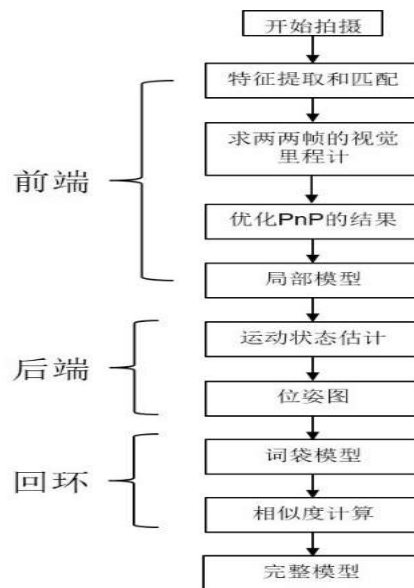 开始拍摄
特征提取和匹配
求两两帧的视觉
里程计
前端
优化PnP的结果
局部模型
运动状态估计
后端
位姿图
词袋模型
回环
相似度计算
完整模型